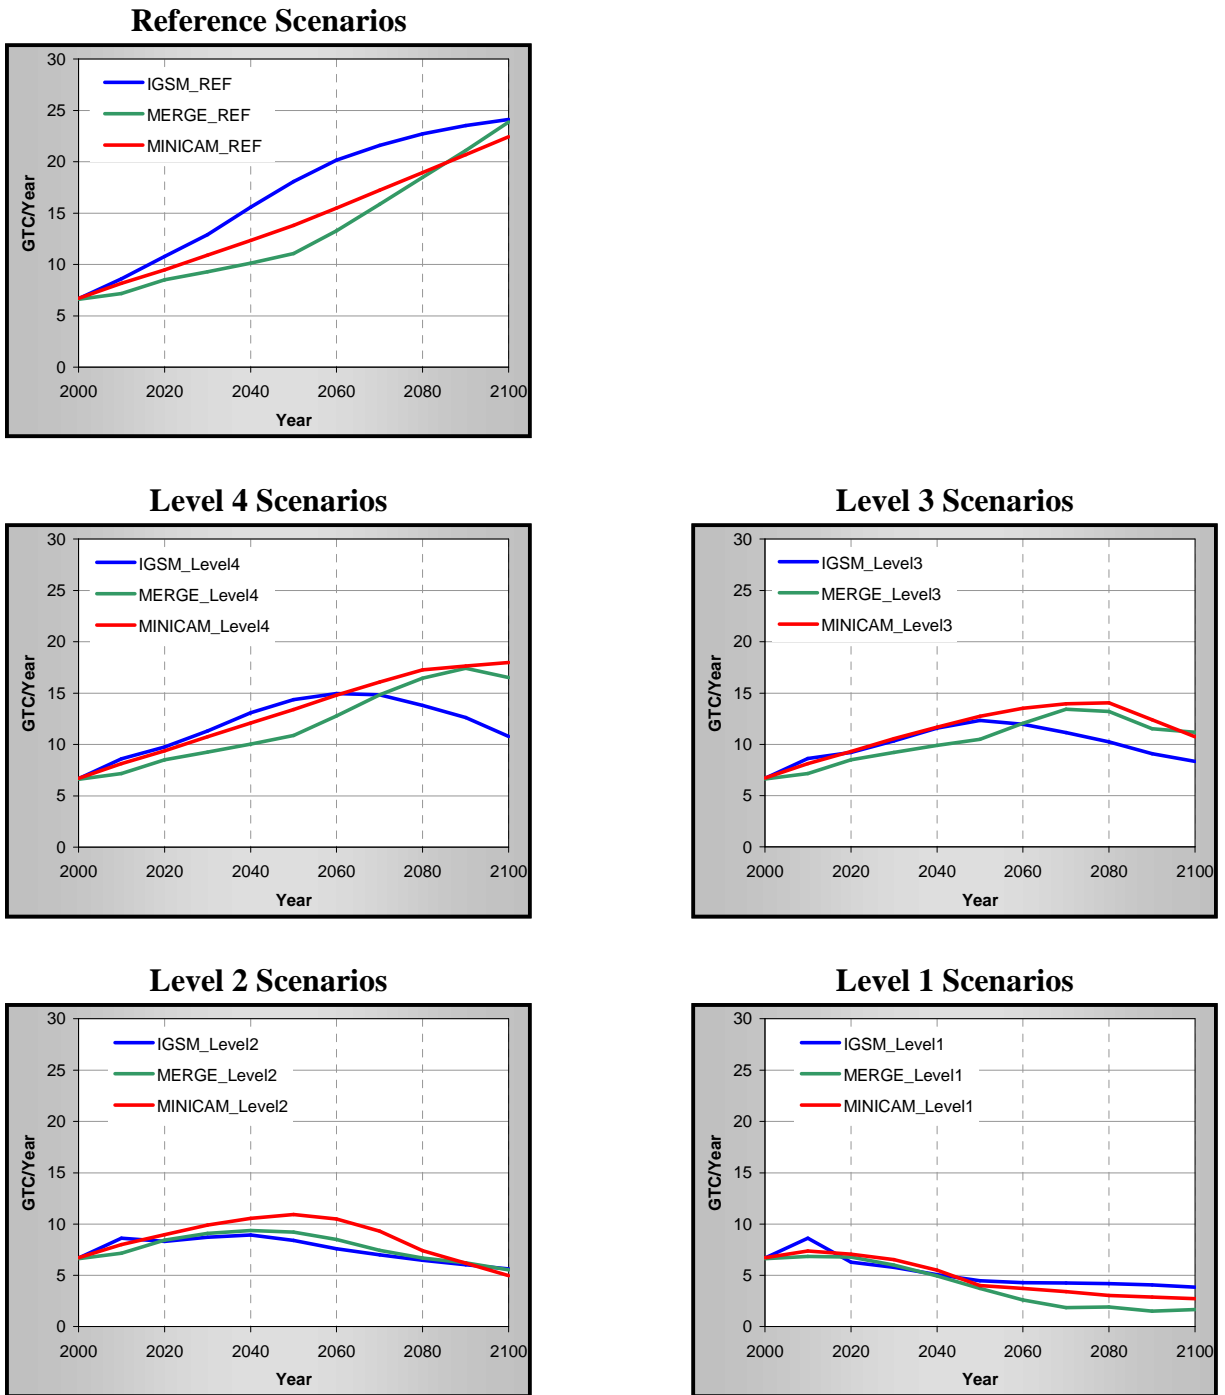 Reference Scenarios
30
25
20
15
10
5
0
GTC/Year
IGSM_REF
MERGE_REF
MINICAM_REF
2000 2020 2040 2060 2080 2100
Year
Level 4 Scenarios
30
25
20
15
10
5
0
GTC/Year
IGSM_Level4
MERGE_Level4
MINICAM_Level4
2000 2020 2040 2060 2080 2100
Year
Level 3 Scenarios
30
25
20
15
10
5
0
GTC/Year
IGSM_Level3
MERGE_Level3
MINICAM_Level3
2000 2020 2040 2060 2080 2100
Year
Level 2 Scenarios
30
25
20
15
10
5
0
GTC/Year
IGSM_Level2
MERGE_Level2
MINICAM_Level2
2000 2020 2040 2060 2080 2100
Year
Level 1 Scenarios
30
25
20
15
10
5
0
GTC/Year
IGSM_Level1
MERGE_Level1
MINICAM_Level1
2000 2020 2040 2060 2080 2100
Year